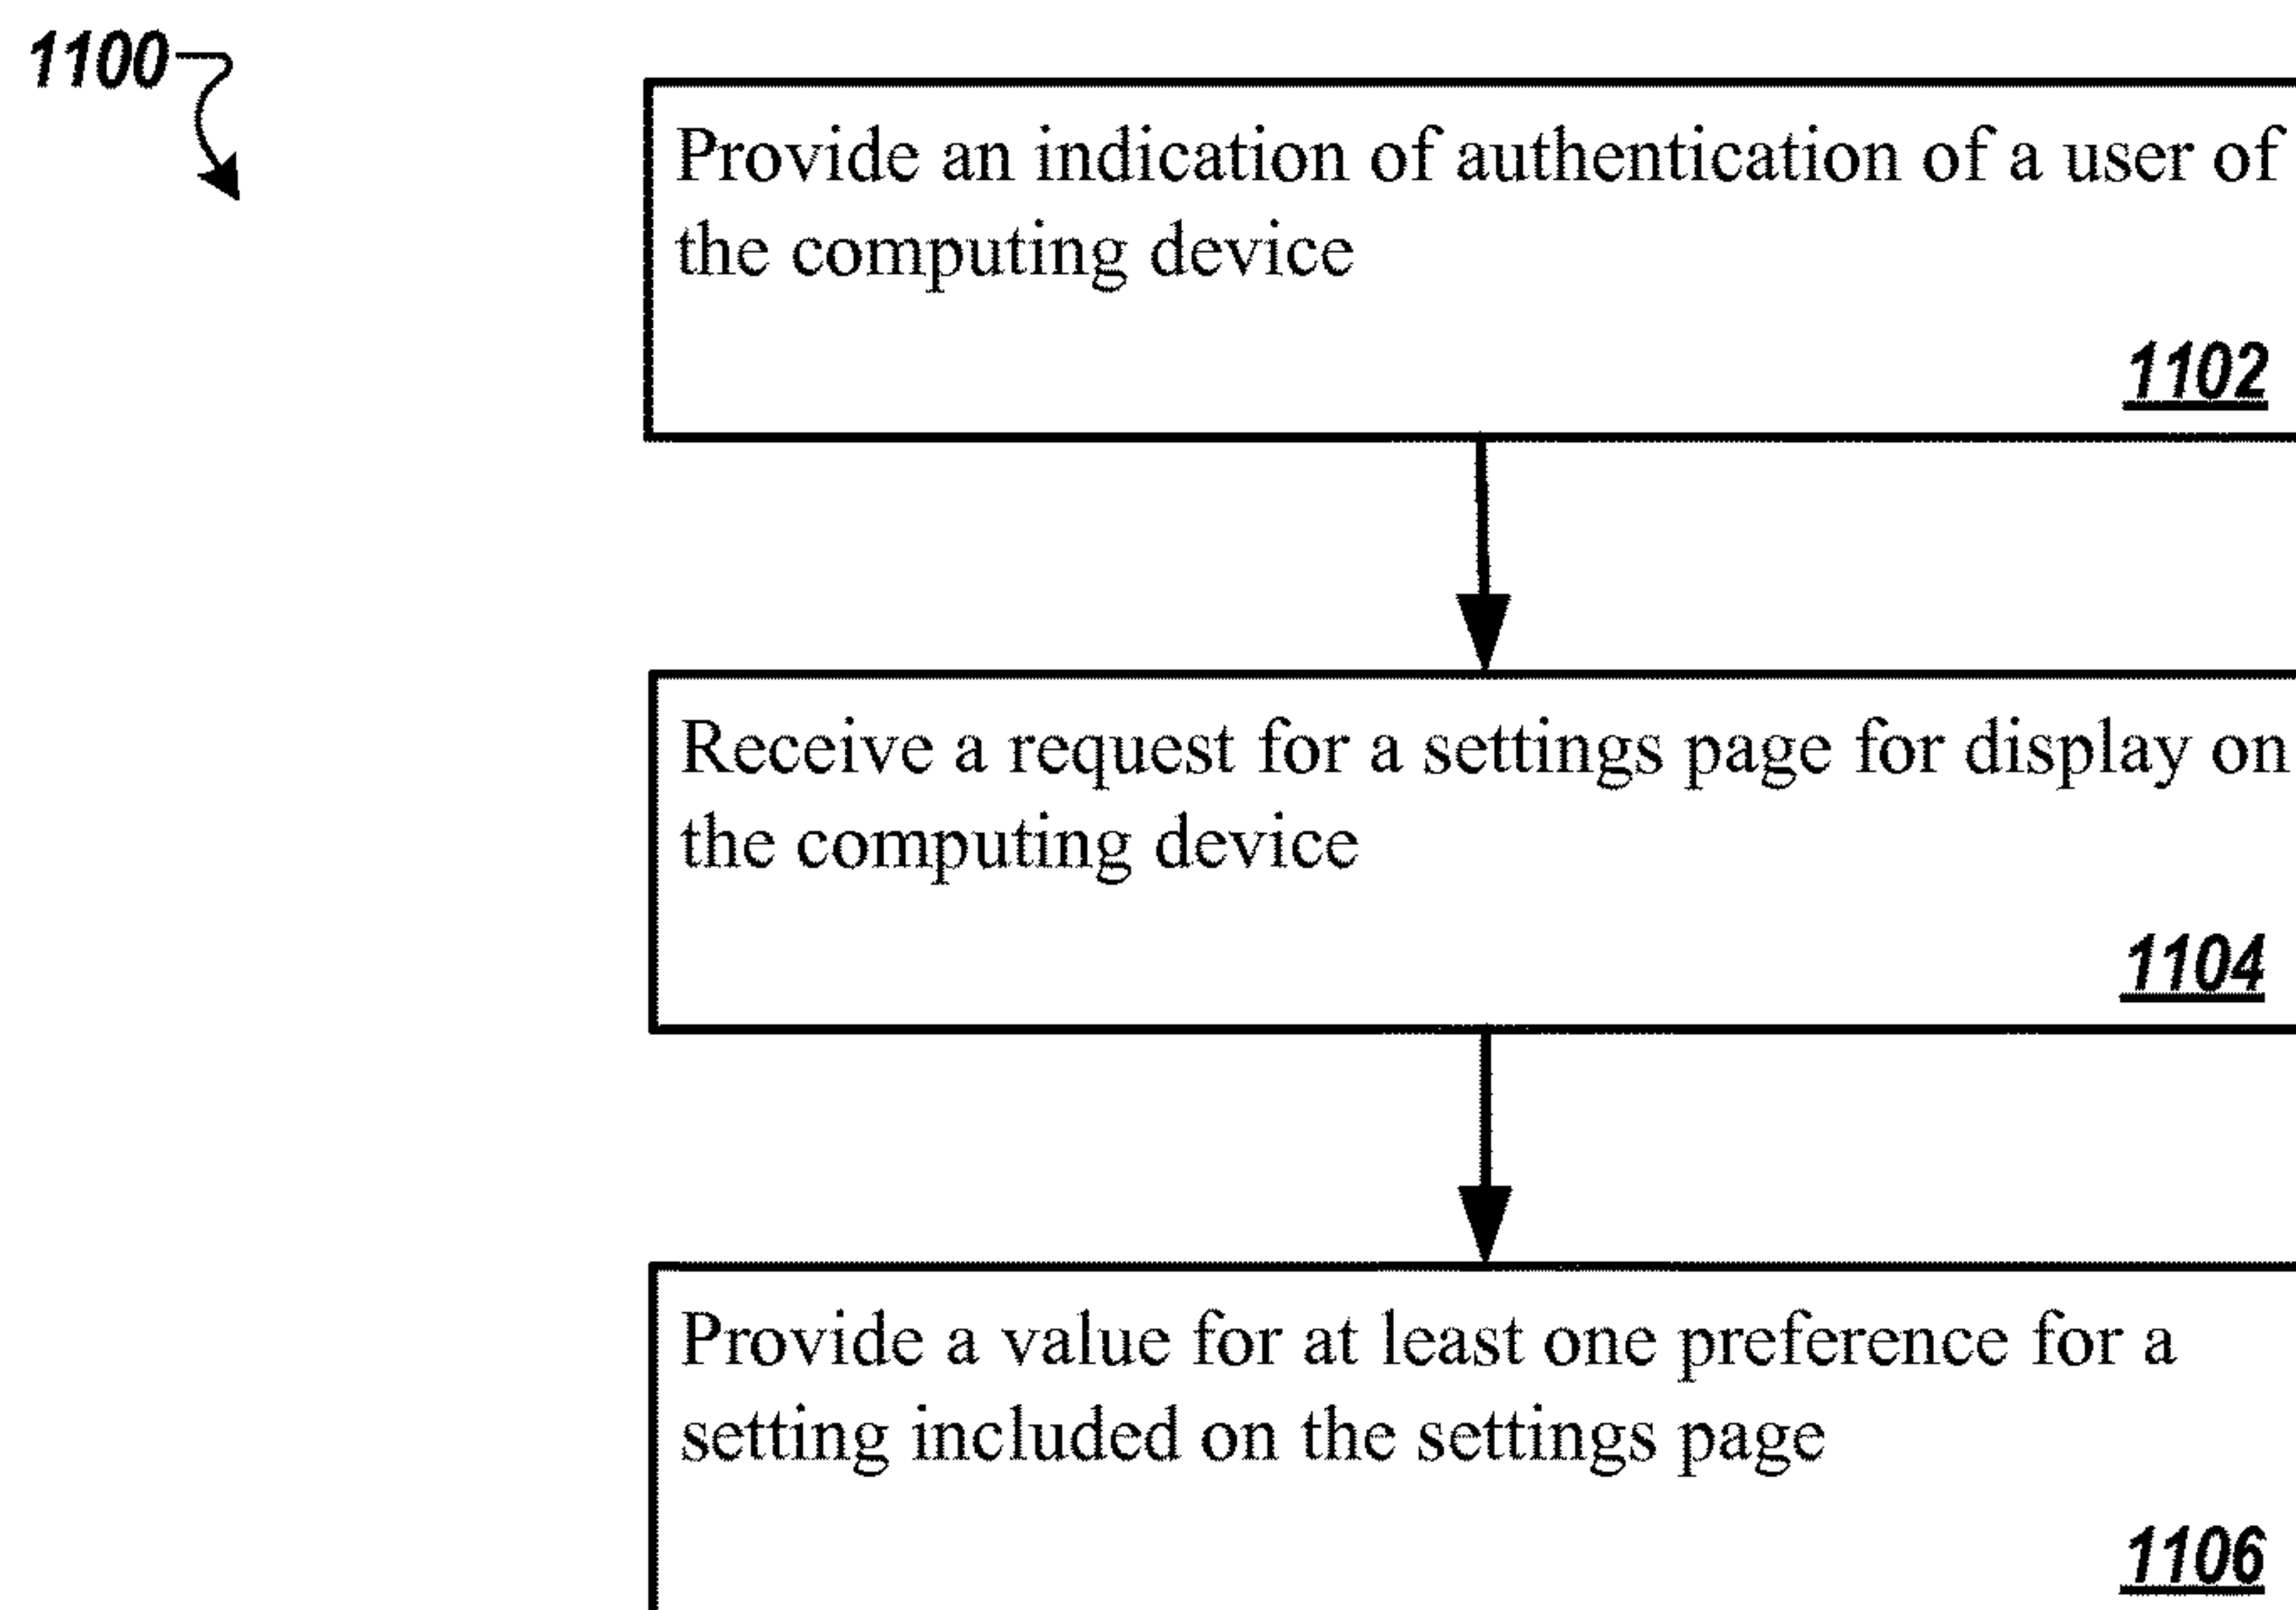 1100
Provide an indication of authentication of a user of
the computing device
1102
Receive a request for a settings page for display on
the computing device
1104
Provide a value for at least one preference for a
setting included on the settings page
1106